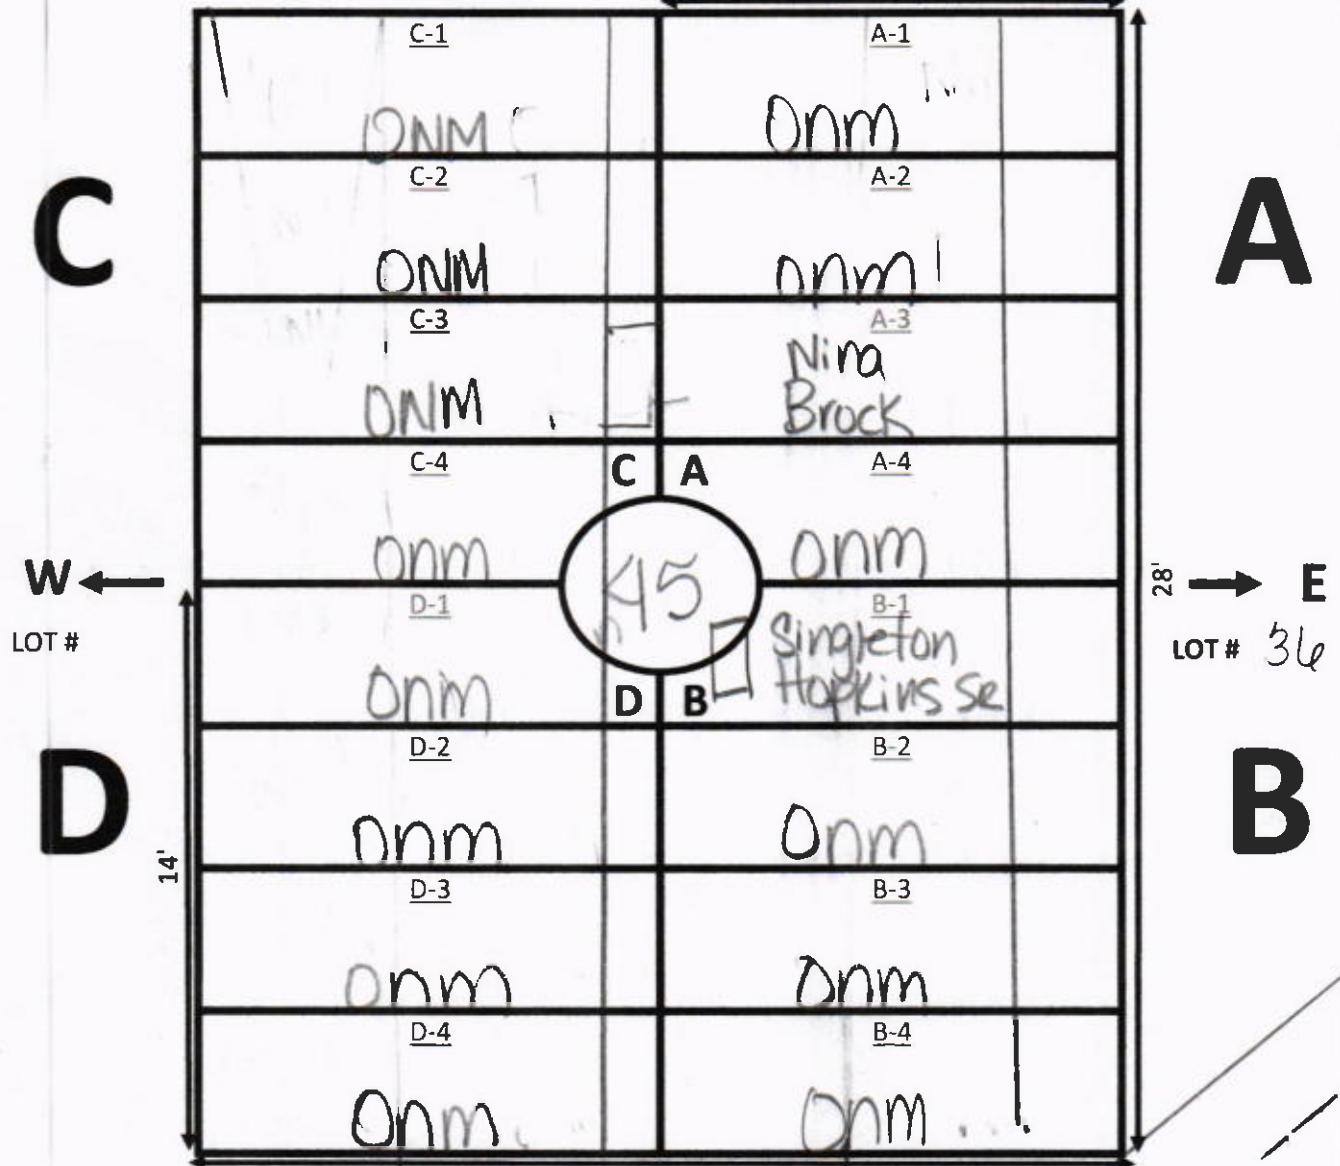 C-1
A-1
ONM
Onm
C-2
A-2
C
A
ONM
onm
C-3
A-3
Nina
Brock
ONM
C-4
A-4
C A
onm
onm
45
W
E
28'
D-1
B-1
LOT #
LOT # 36
Singleton
Hopkins Sr
Onm
D B
D-2
B-2
D
B
onm
Onm
14'
D-3
B-3
onm
Onm
D-4
B-4
Onm
Onm